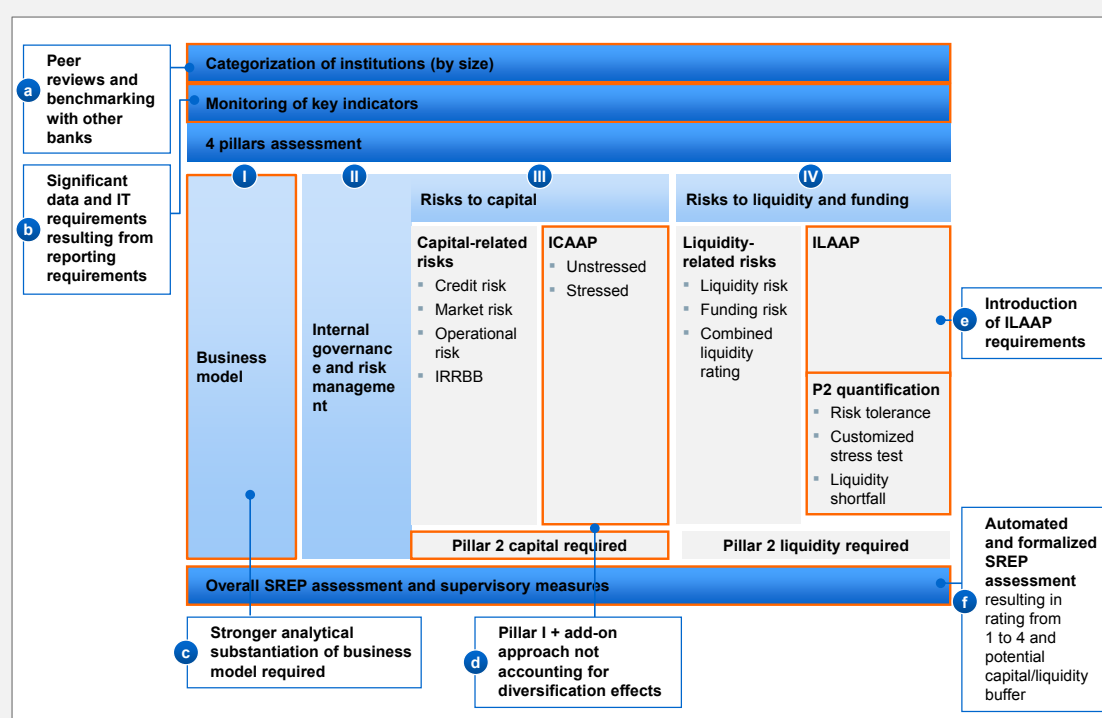 a
Peer
reviews and
benchmarking
with other
banks
b
Significant
data and IT
requirements
resulting from
reporting
requirements
Categorization of institutions (by size)
Monitoring of key indicators
4 pillars assessment
I
II
III
IV
Business
model
Internal
governanc
e and risk
manageme
nt
Risks to capital
Capital-related
risks
▪ Credit risk
▪ Market risk
▪ Operational
risk
▪ IRRBB
ICAAP
▪ Unstressed
▪ Stressed
Pillar 2 capital required
Risks to liquidity and funding
Liquidity-
related risks
▪ Liquidity risk
▪ Funding risk
▪ Combined
liquidity
rating
ILAAP
P2 quantification
▪ Risk tolerance
▪ Customized
stress test
▪ Liquidity
shortfall
Pillar 2 liquidity required
Overall SREP assessment and supervisory measures
c
Stronger analytical
substantiation of business
model required
d
Pillar I + add-on
approach not
accounting for
diversification effects
e
Introduction
of ILAAP
requirements
f
Automated
and formalized
SREP
assessment
resulting in
rating from
1 to 4 and
potential
capital/liquidity
buffer